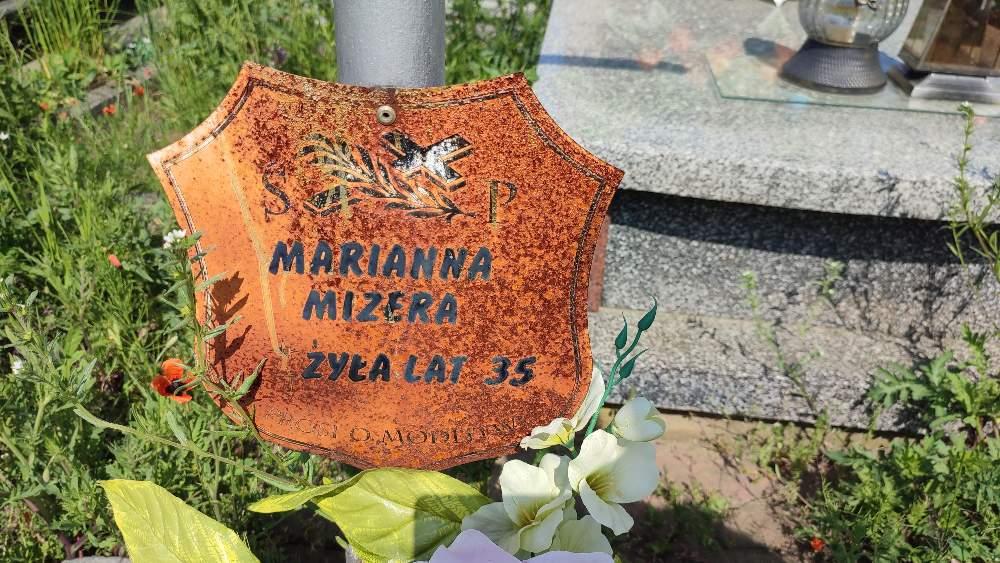 Ś P
MARIANNA
MIZERA
ŻYŁA LAT 35
PROSI O MODLITWĘ